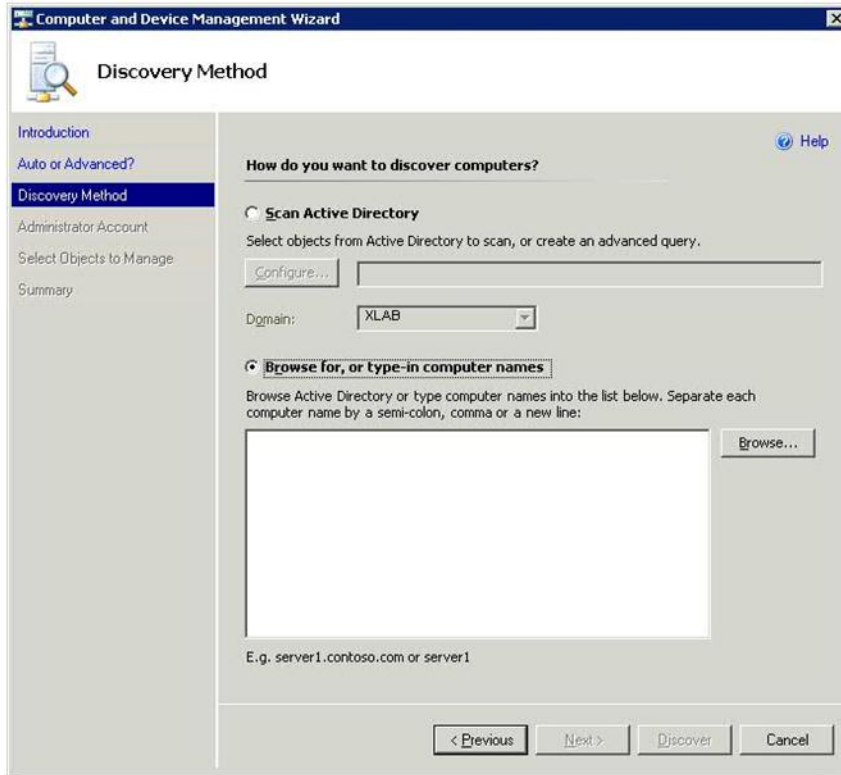 Computer and Device Management Wizard
Discovery Method
Introduction
Auto or Advanced?
Discovery Method
Administrator Account
Select Objects to Manage
Summary
Help
How do you want to discover computers?
Scan Active Directory
Select objects from Active Directory to scan, or create an advanced query.
Configure...
Domain:
XLAB
Browse for, or type-in computer names
Browse Active Directory or type computer names into the list below. Separate each
computer name by a semi-colon, comma or a new line:
Browse...
E.g. server1.contoso.com or server1
< Previous
Next >
Discover
Cancel